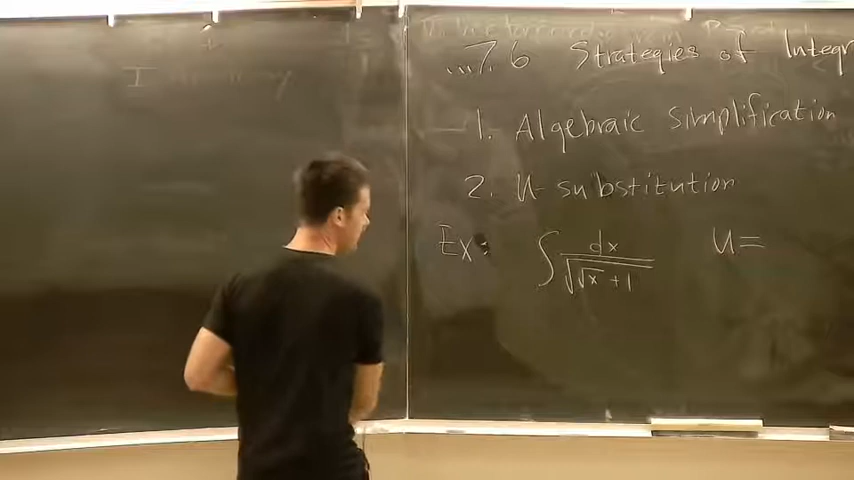 7.6 Strategies of Integr
1. Algebraic simplification
2. u-substitution
Ex: ∫ dx/√(√x +1) u=